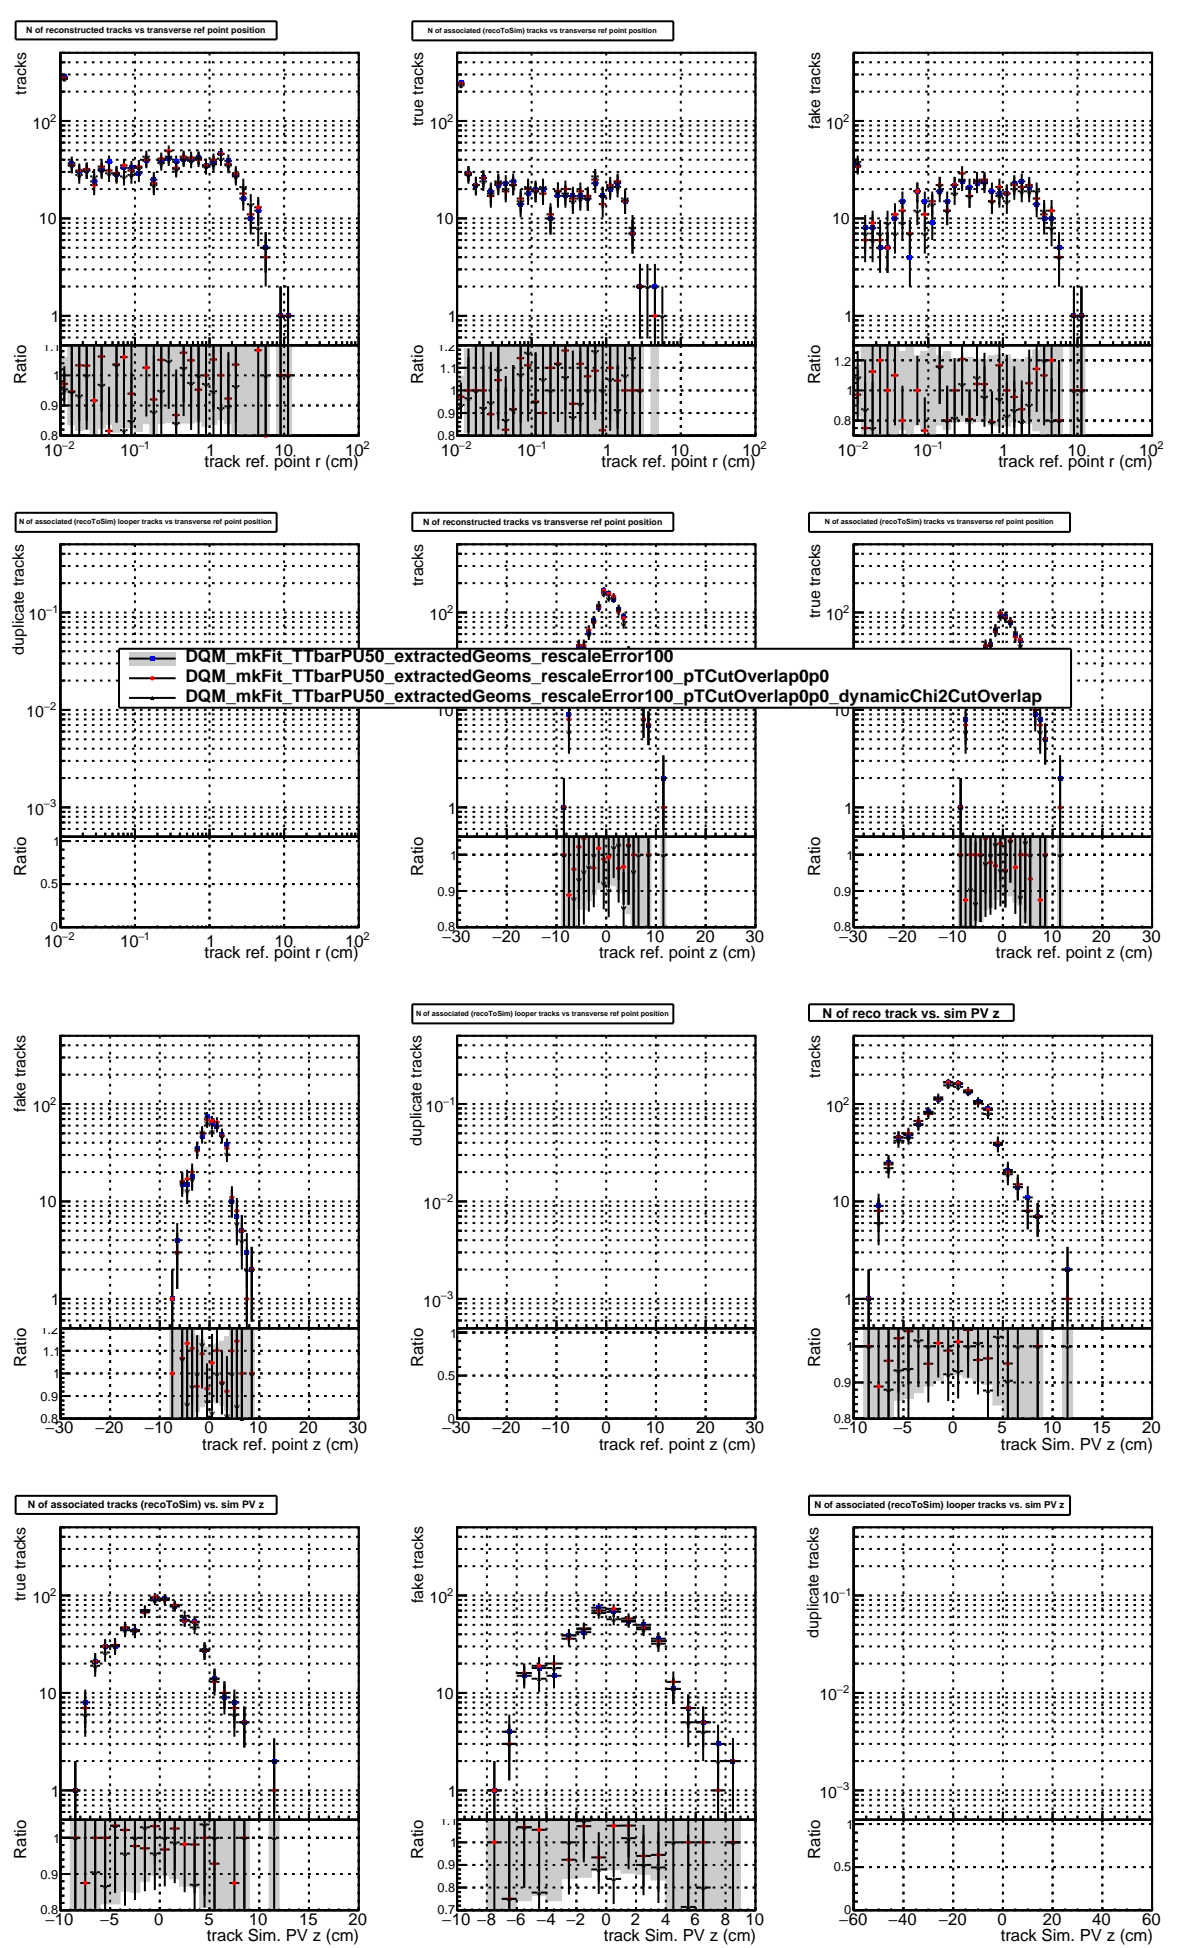 N of reconstructed tracks vs transverse ref point position
tracks
10²
10
1
Ratio
1.1
1
0.9
0.8
10⁻² 10⁻¹ 1 10 10²
track ref. point r (cm)
N of associated (recoToSim) tracks vs transverse ref point position
true tracks
10²
10
1
Ratio
1.2
1.1
1
0.9
0.8
10⁻² 10⁻¹ 1 10 10²
track ref. point r (cm)
fake tracks
10²
10
1
Ratio
1.2
1
0.8
10⁻² 10⁻¹ 1 10 10²
track ref. point r (cm)
N of associated (recoToSim) looper tracks vs transverse ref point position
duplicate tracks
10⁻¹
10⁻²
10⁻³
Ratio
1
0.5
0
10⁻² 10⁻¹ 1 10 10²
track ref. point r (cm)
N of reconstructed tracks vs transverse ref point position
tracks
10²
10
1
Ratio
1
0.9
0.8
−30 −20 −10 0 10 20 30
track ref. point z (cm)
N of associated (recoToSim) tracks vs transverse ref point position
true tracks
10²
10
1
Ratio
1
0.9
0.8
−30 −20 −10 0 10 20 30
track ref. point z (cm)
DQM_mkFit_TTbarPU50_extractedGeoms_rescaleError100
DQM_mkFit_TTbarPU50_extractedGeoms_rescaleError100_pTCutOverlap0p0
DQM_mkFit_TTbarPU50_extractedGeoms_rescaleError100_pTCutOverlap0p0_dynamicChi2CutOverlap
fake tracks
10²
10
1
Ratio
1.2
1.1
1
0.9
0.8
−30 −20 −10 0 10 20 30
track ref. point z (cm)
N of associated (recoToSim) looper tracks vs transverse ref point position
duplicate tracks
10⁻¹
10⁻²
10⁻³
Ratio
1
0.5
0
−30 −20 −10 0 10 20 30
track ref. point z (cm)
N of reco track vs. sim PV z
tracks
10²
10
1
Ratio
1
0.9
0.8
−10 −5 0 5 10 15 20
track Sim. PV z (cm)
N of associated tracks (recoToSim) vs. sim PV z
true tracks
10²
10
1
Ratio
1
0.9
0.8
−10 −5 0 5 10 15 20
track Sim. PV z (cm)
fake tracks
10²
10
1
Ratio
1.1
1
0.9
0.8
0.7
−10 −8 −6 −4 −2 0 2 4 6 8 10
track Sim. PV z (cm)
N of associated (recoToSim) looper tracks vs. sim PV z
duplicate tracks
10⁻¹
10⁻²
10⁻³
Ratio
1
0.5
0
−60 −40 −20 0 20 40 60
track Sim. PV z (cm)